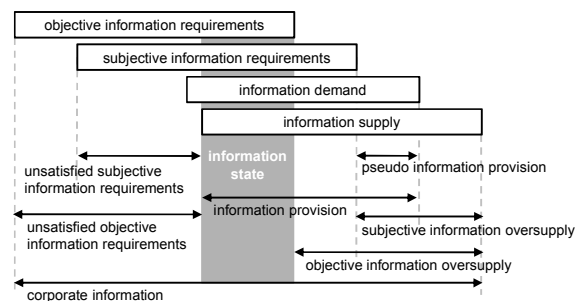 objective information requirements
subjective information requirements
information demand
information supply
information
state
pseudo information provision
unsatisfied subjective
information requirements
information provision
unsatisfied objective
information requirements
subjective information oversupply
objective information oversupply
corporate information